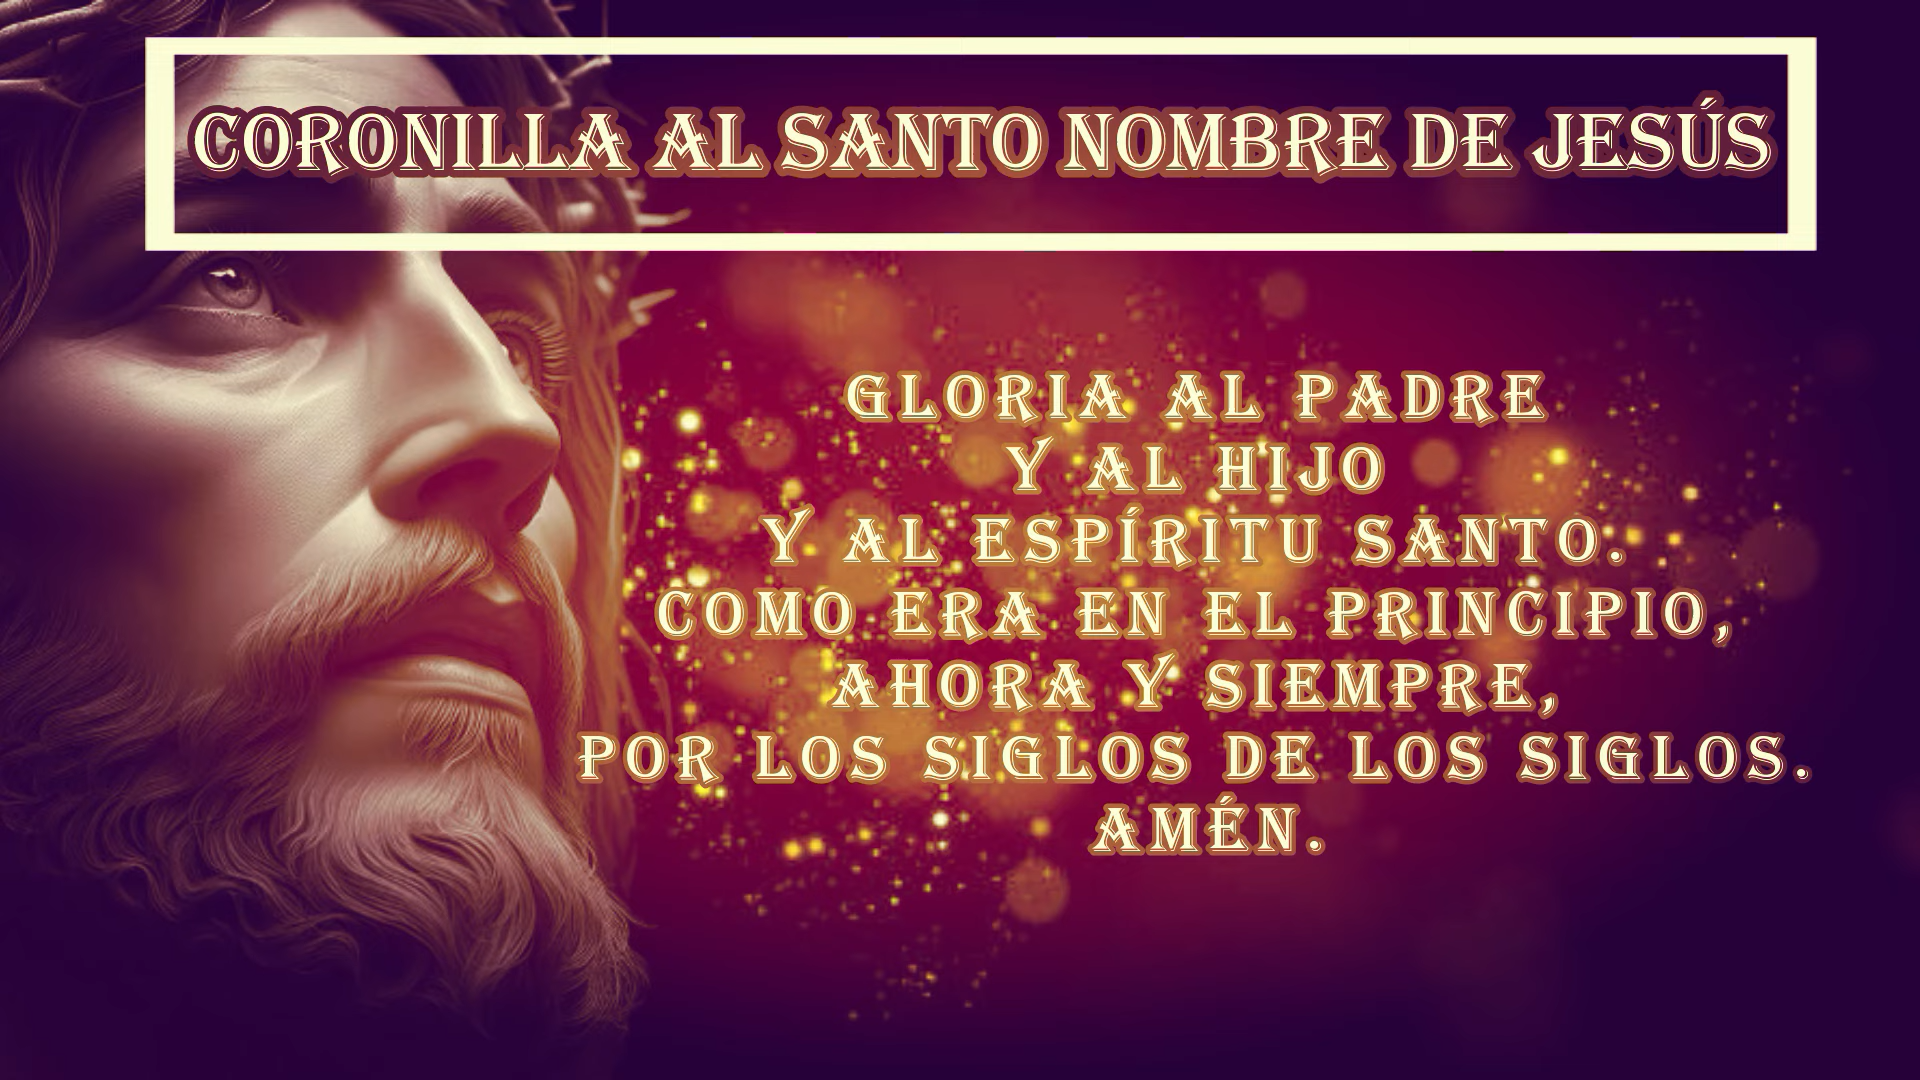 CORONILLA AL SANTO NOMBRE DE JESÚS
GLORIA AL PADRE
Y AL HIJO
Y AL ESPÍRITU SANTO.
COMO ERA EN EL PRINCIPIO,
AHORA Y SIEMPRE,
POR LOS SIGLOS DE LOS SIGLOS.
AMÉN.